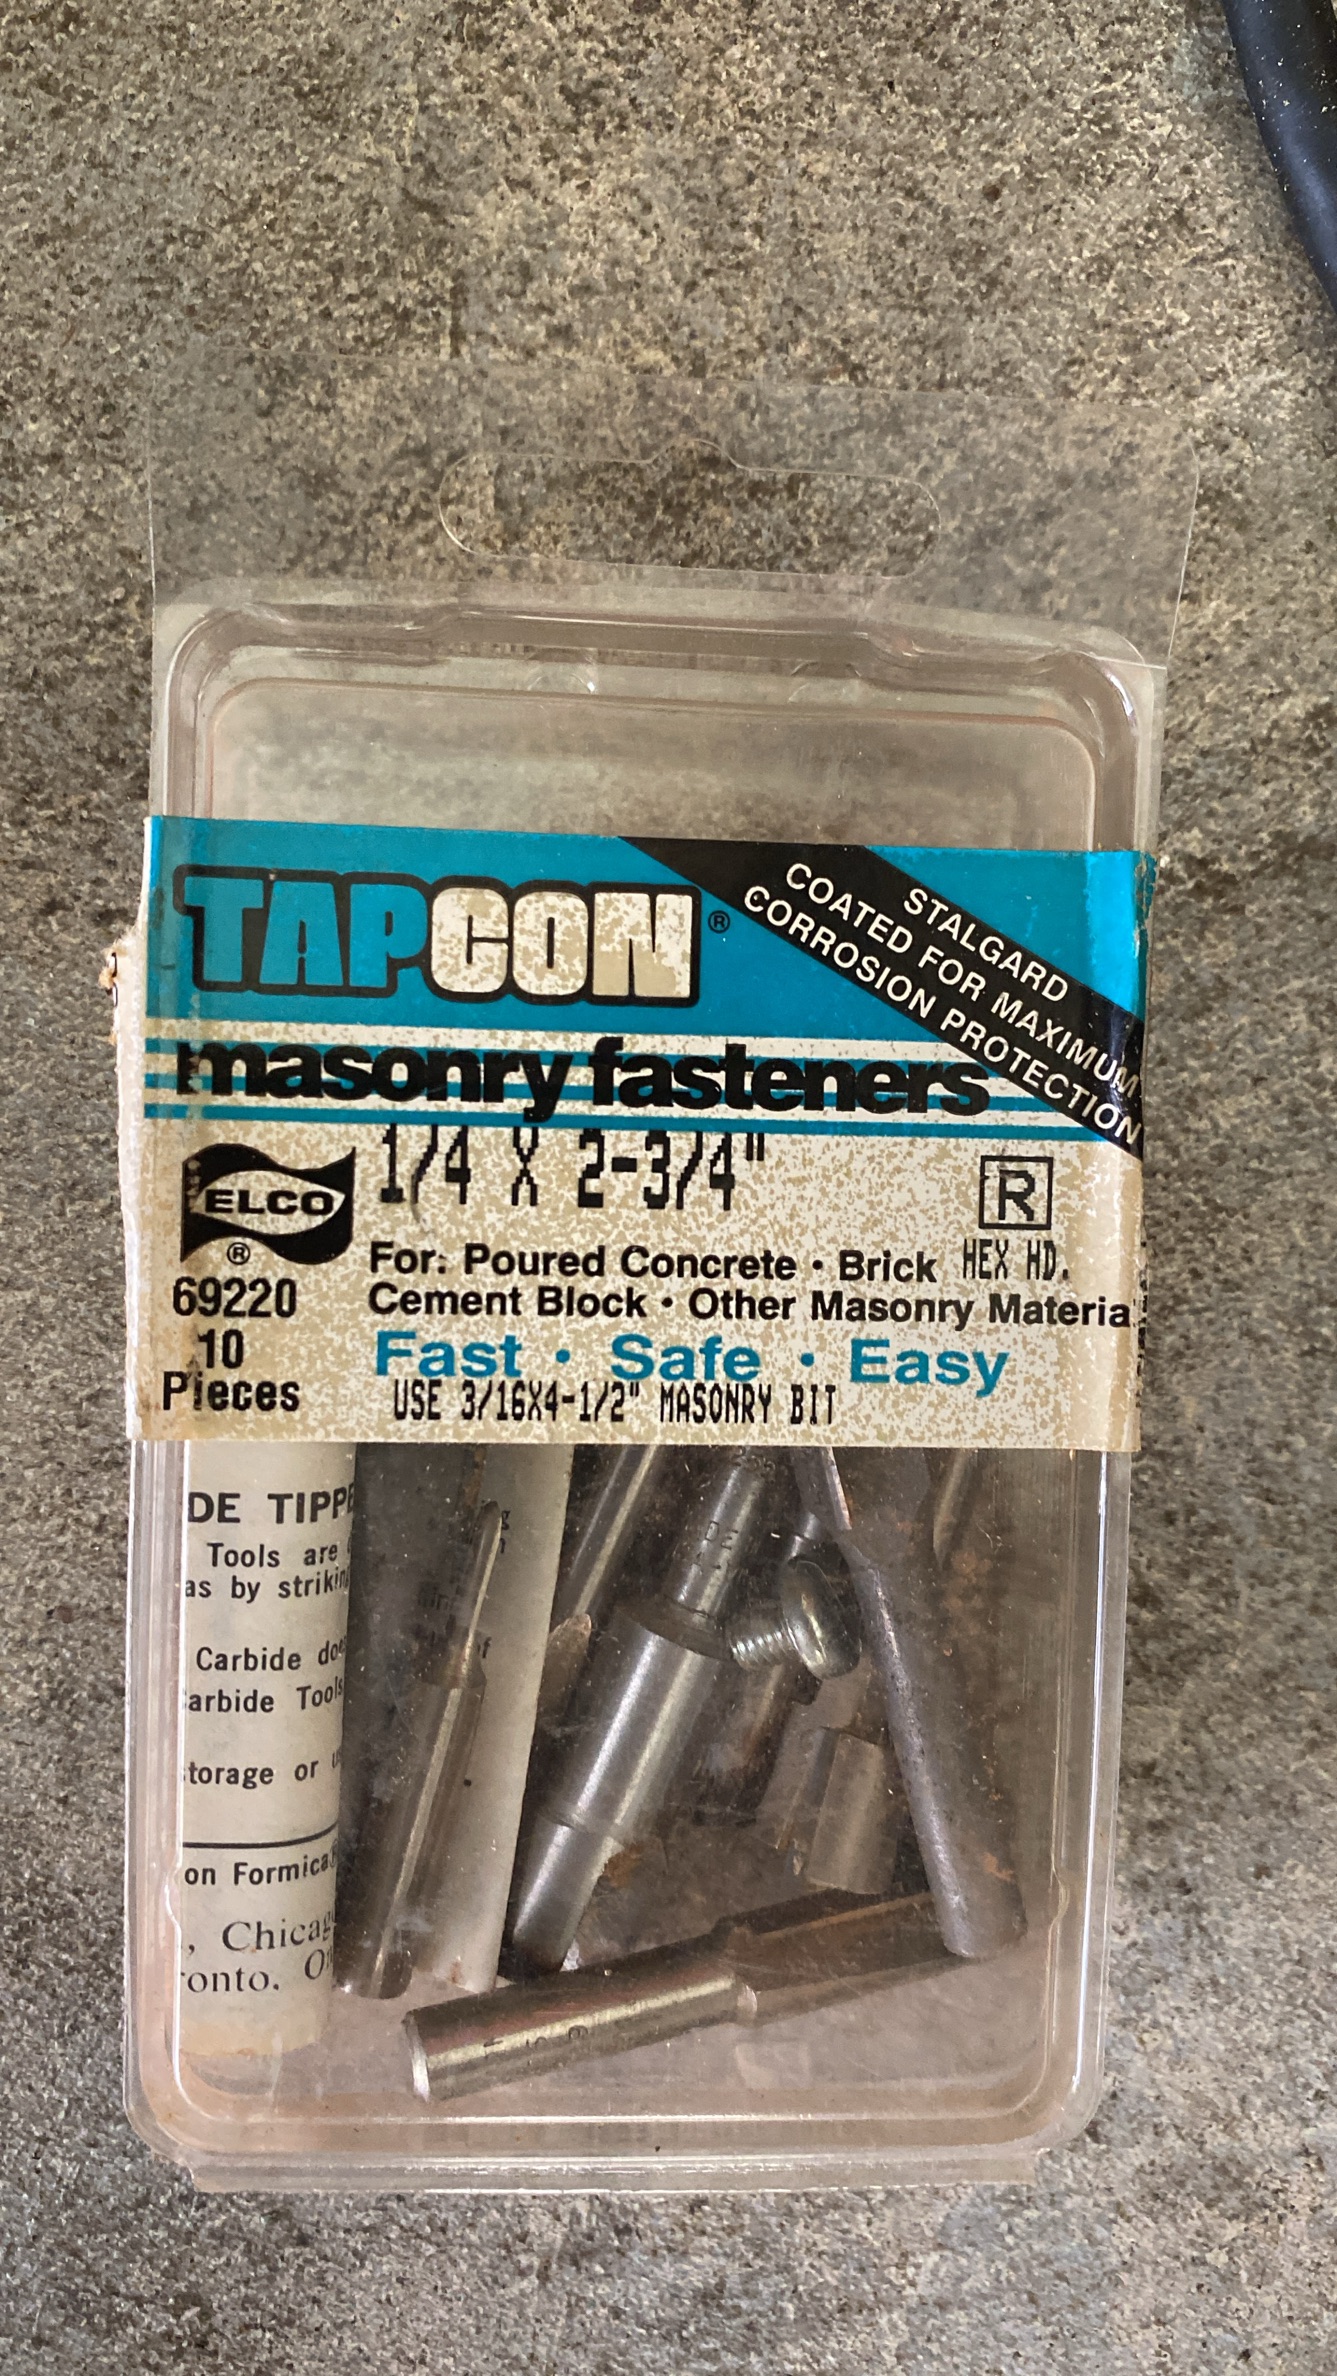 TAPCON®
STALGARD
COATED FOR MAXIMUM
CORROSION PROTECTION
masonry fasteners
ELCO
®
1/4 X 2-3/4"
R
HEX HD.
69220
10
Pieces
For: Poured Concrete • Brick
Cement Block • Other Masonry Materia
Fast • Safe • Easy
USE 3/16X4-1/2" MASONRY BIT
DE TIPPE
Tools are
as by strikin
Carbide doe
arbide Tools
torage or u
on Formica®
, Chicag
onto. O